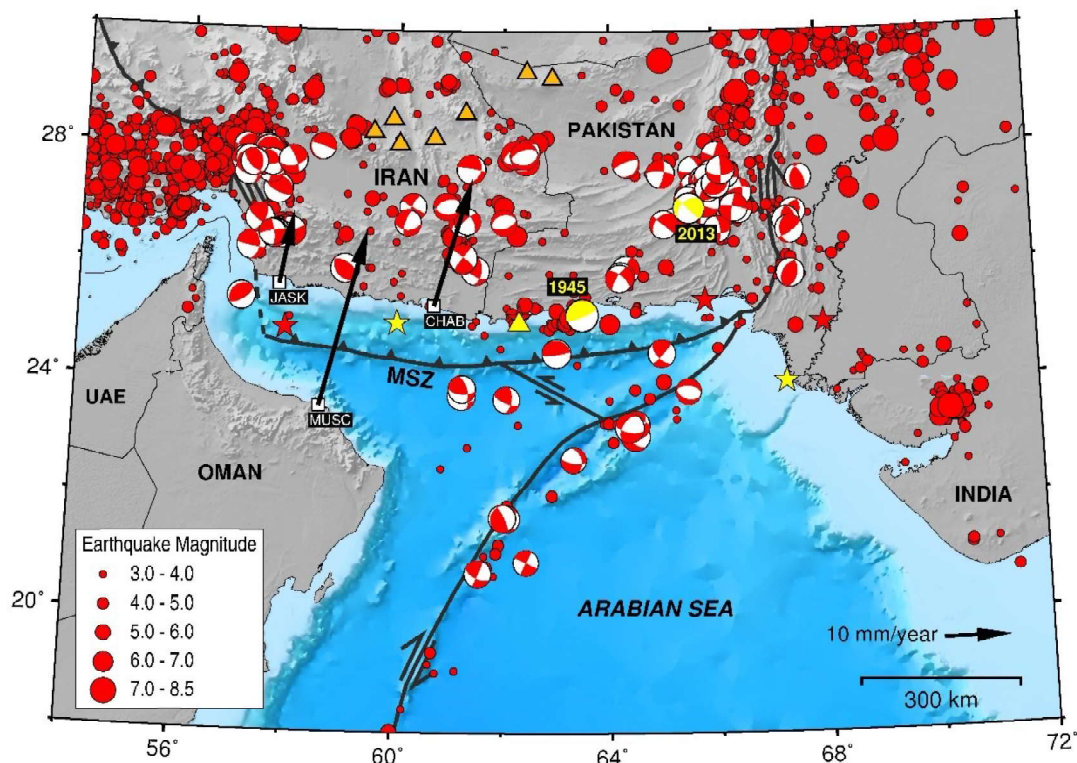 28°
24°
20°
56°
60°
64°
68°
72°
PAKISTAN
IRAN
2013
1945
JASK
CHAB
MSZ
UAE
MUSC
OMAN
INDIA
ARABIAN SEA
10 mm/year
300 km
Earthquake Magnitude
3.0 - 4.0
4.0 - 5.0
5.0 - 6.0
6.0 - 7.0
7.0 - 8.5